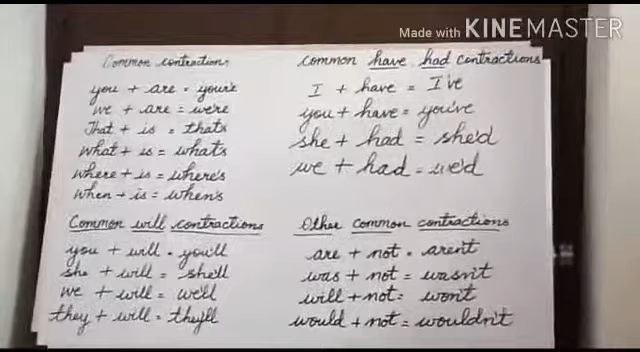 Made with KINEMASTER
Common contractions
you + are = you're
we + are = we're
That + is = that's
what + is = what's
where + is = where's
when + is = when's
common have, had contractions
I + have = I've
you + have = you've
she + had = she'd
we + had = we'd
Common will contractions
you + will = you'll
she + will = she'll
we + will = we'll
they + will = they'll
Other common contractions
are + not = aren't
was + not = wasn't
will + not = won't
would + not = wouldn't